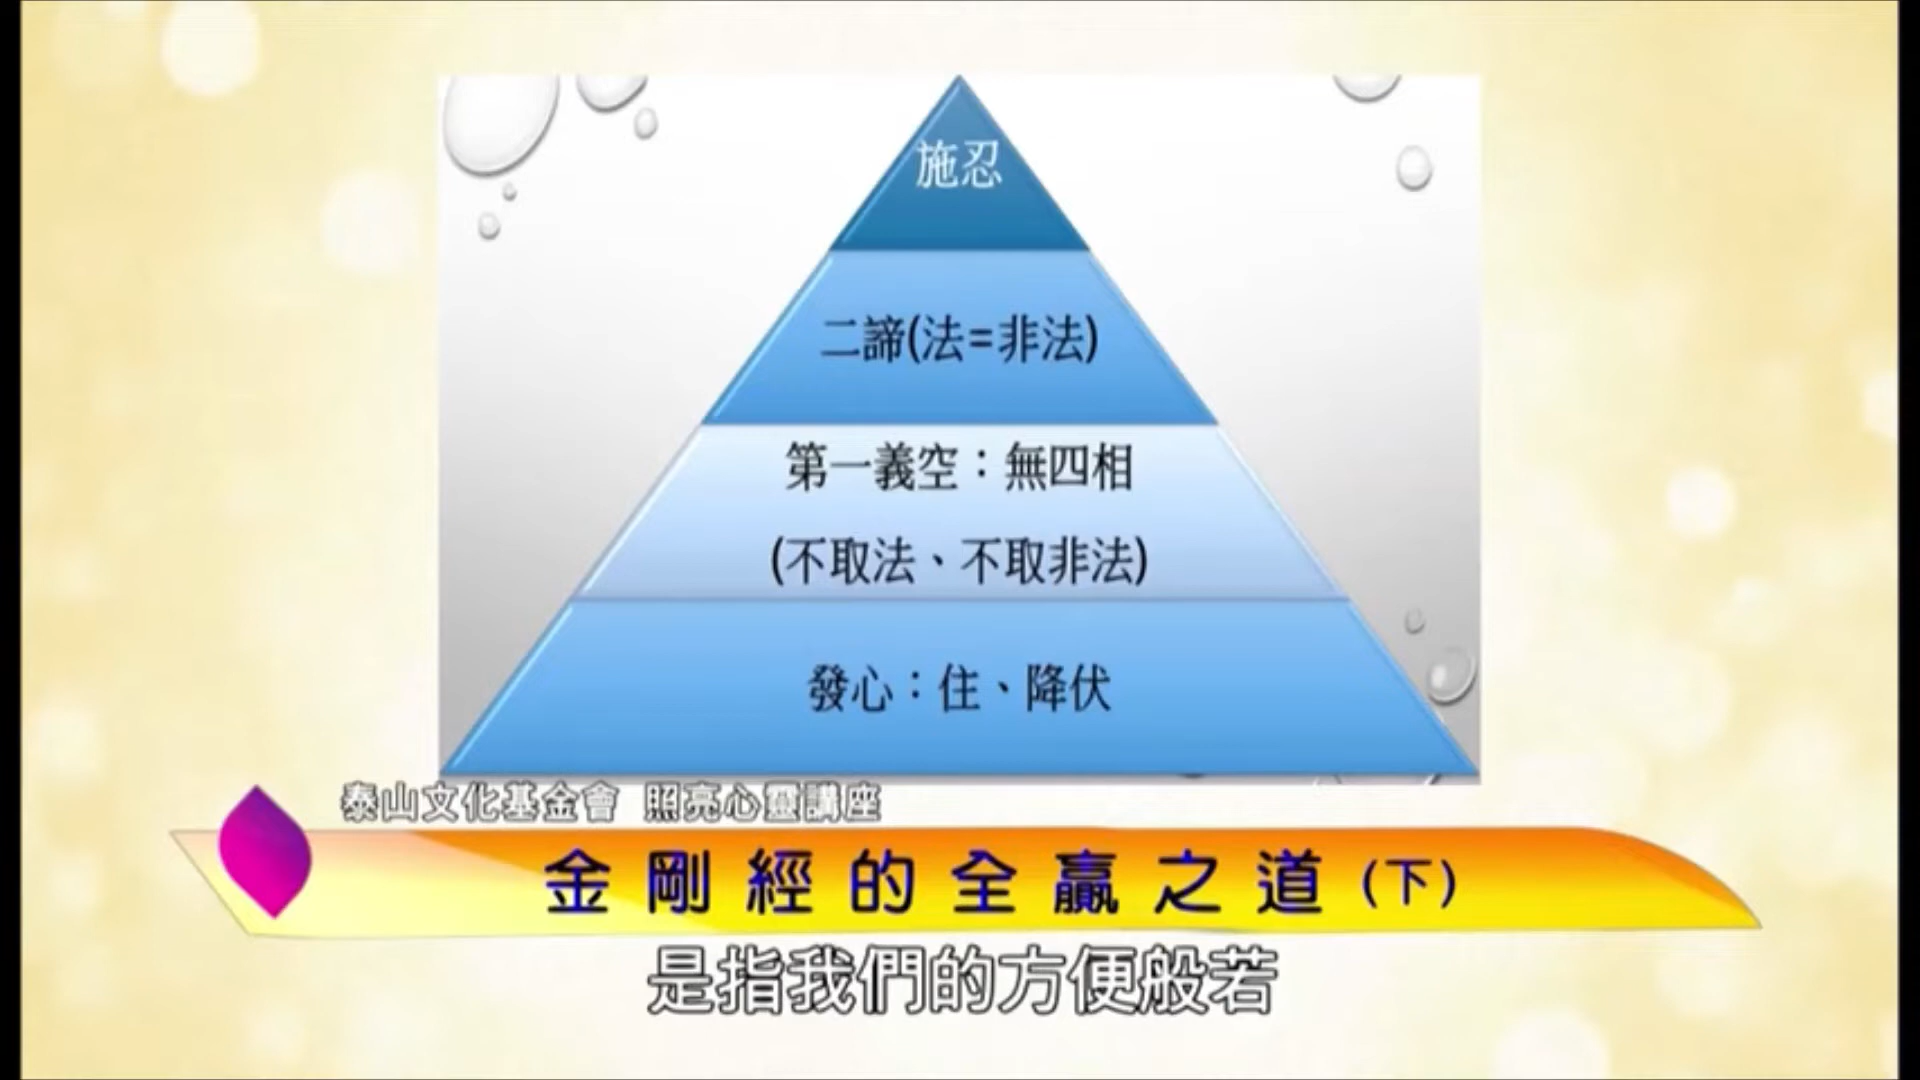 施忍
二諦(法=非法)
第一義空：無四相
(不取法、不取非法)
發心：住、降伏
泰山文化基金會 照亮心靈講座
金剛經的全贏之道(下)
是指我們的方便般若